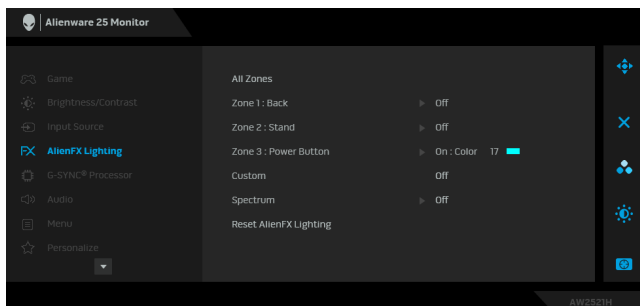 Alienware 25 Monitor
Game
Brightness/Contrast
Input Source
AlienFX Lighting
G-SYNC® Processor
Audio
Menu
Personalize
All Zones
Zone 1 : Back Off
Zone 2 : Stand Off
Zone 3 : Power Button On : Color 17
Custom Off
Spectrum Off
Reset AlienFX Lighting
AW2521H